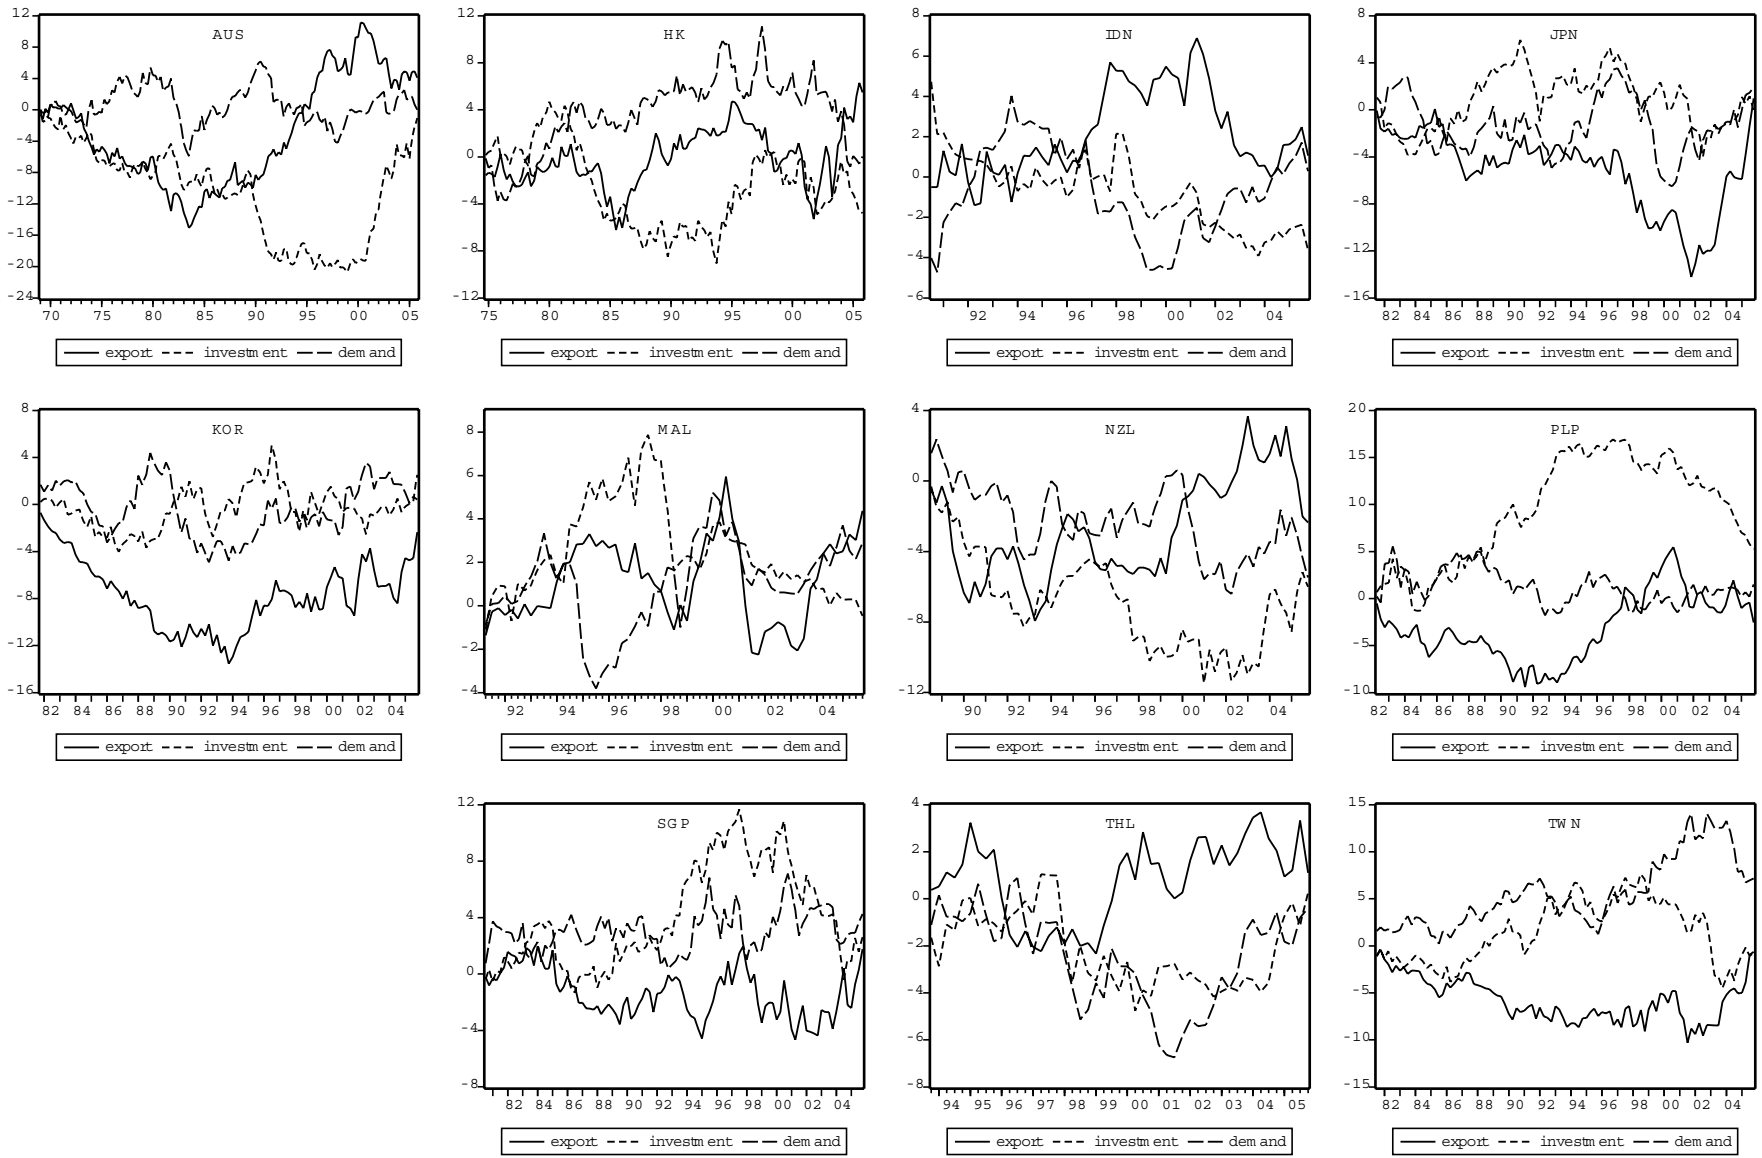 AUS
12
8
4
0
-4
-8
-12
-16
-20
-24
70 75 80 85 90 95 00 05
export investment demand
HK
12
8
4
0
-4
-8
-12
75 80 85 90 95 00 05
export investment demand
IDN
8
6
4
2
0
-2
-4
-6
92 94 96 98 00 02 04
export investment demand
JPN
8
4
0
-4
-8
-12
-16
82 84 86 88 90 92 94 96 98 00 02 04
export investment demand
KOR
8
4
0
-4
-8
-12
-16
82 84 86 88 90 92 94 96 98 00 02 04
export investment demand
MAL
8
6
4
2
0
-2
-4
92 94 96 98 00 02 04
export investment demand
NZL
4
0
-4
-8
-12
90 92 94 96 98 00 02 04
export investment demand
PLP
20
15
10
5
0
-5
-10
82 84 86 88 90 92 94 96 98 00 02 04
export investment demand
SGP
12
8
4
0
-4
-8
82 84 86 88 90 92 94 96 98 00 02 04
export investment demand
THL
4
2
0
-2
-4
-6
-8
94 95 96 97 98 99 00 01 02 03 04 05
export investment demand
TWN
15
10
5
0
-5
-10
-15
82 84 86 88 90 92 94 96 98 00 02 04
export investment demand